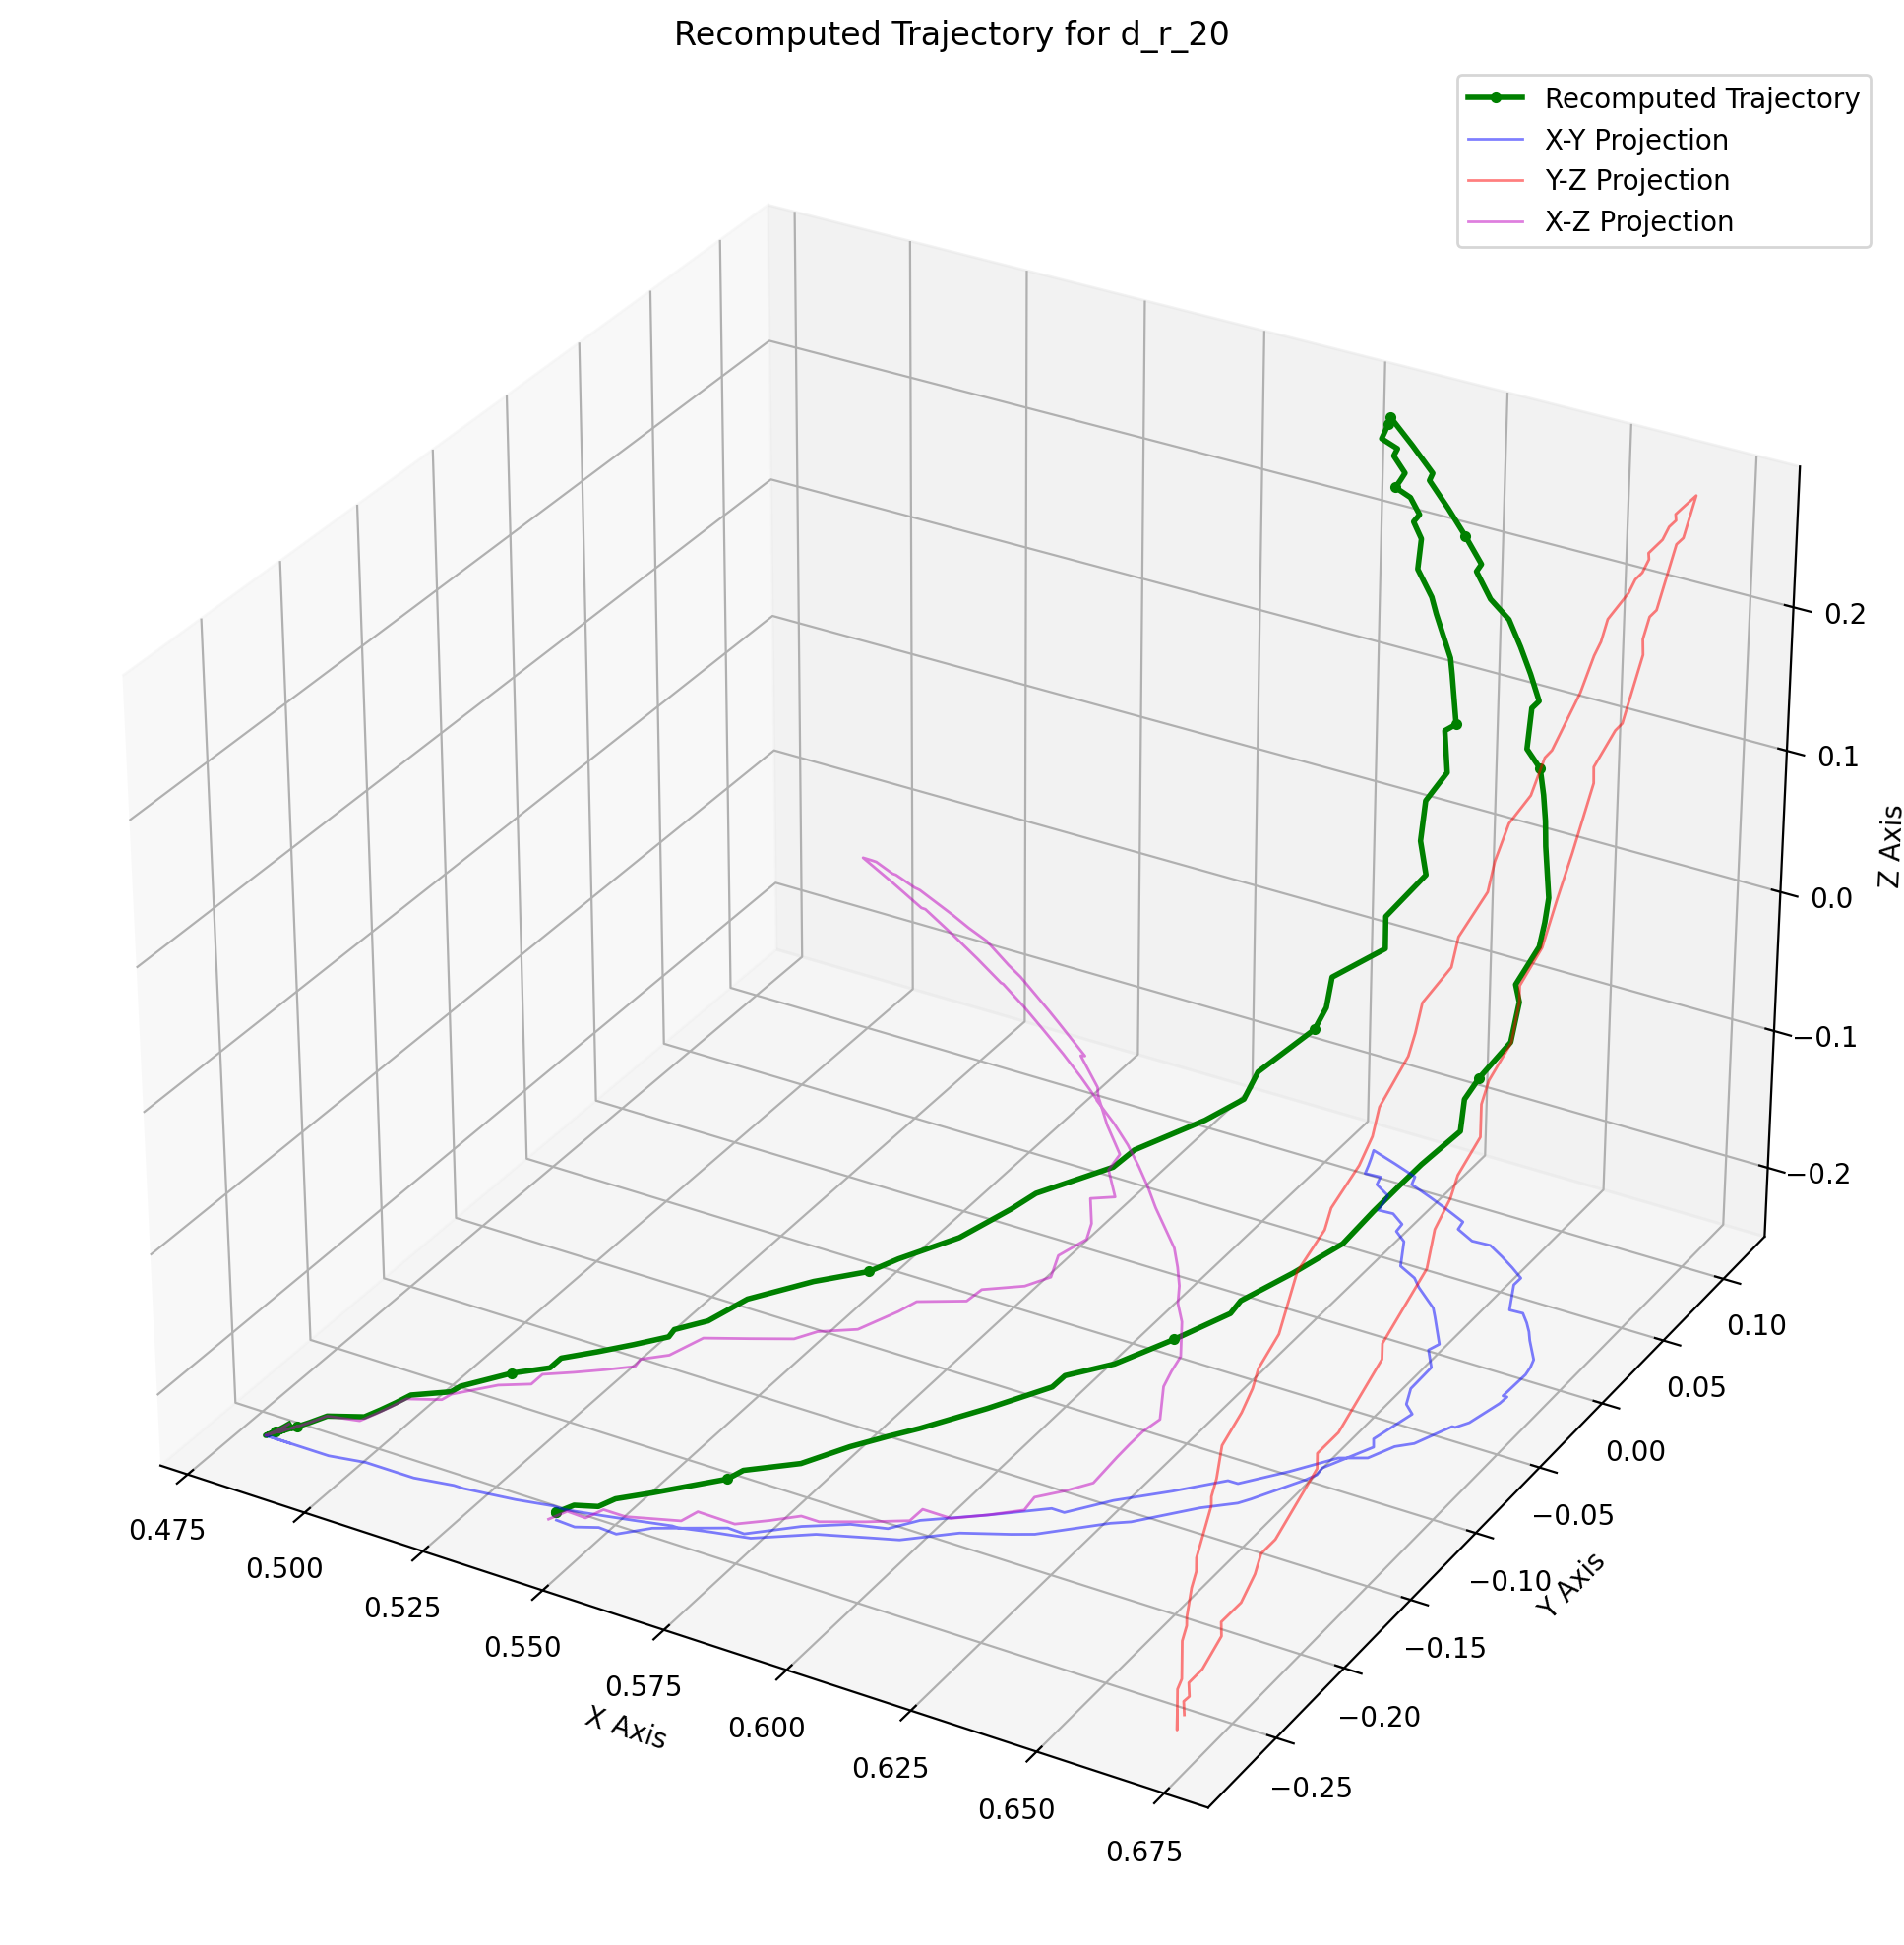 Recomputed Trajectory for d_r_20
Recomputed Trajectory
X-Y Projection
Y-Z Projection
X-Z Projection
0.2
0.1
0.0
−0.1
−0.2
Z Axis
0.10
0.05
0.00
−0.05
−0.10
−0.15
−0.20
−0.25
Y Axis
0.475
0.500
0.525
0.550
0.575
0.600
0.625
0.650
0.675
X Axis